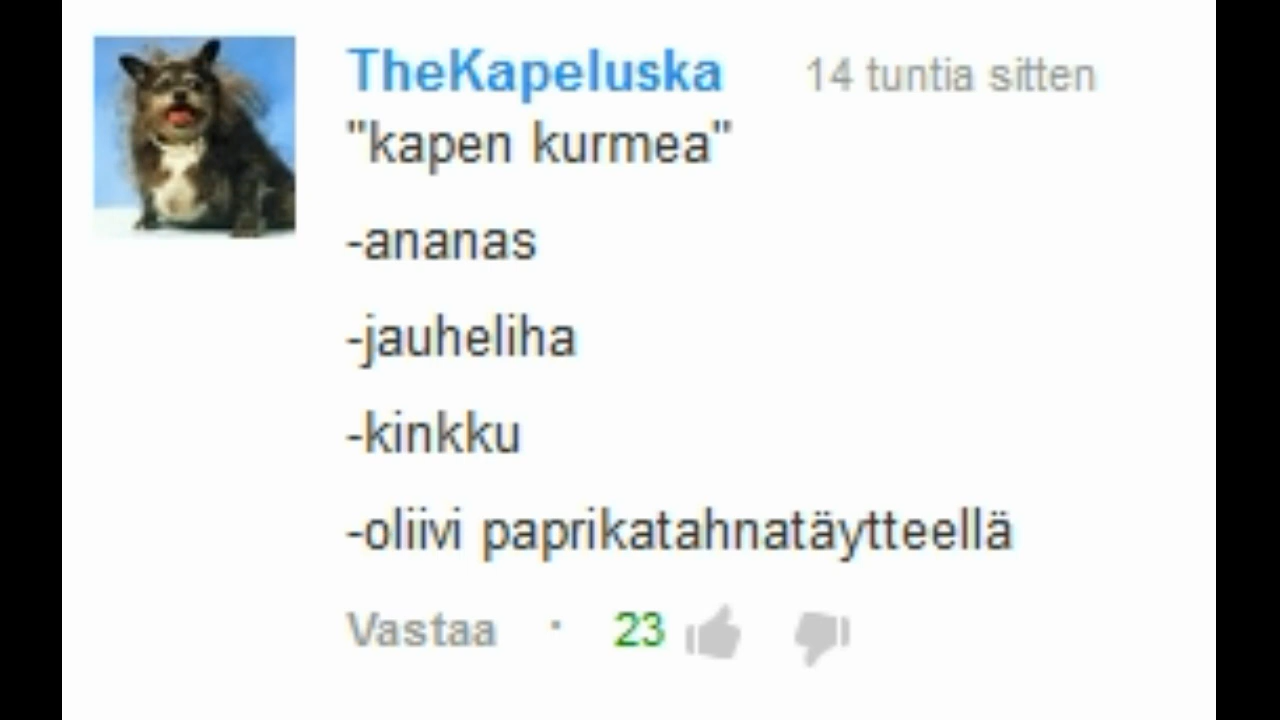 TheKapeluska 14 tuntia sitten
"kapen kurmea"
-ananas
-jauheliha
-kinkku
-oliivi paprikatahnatäytteellä
Vastaa · 23